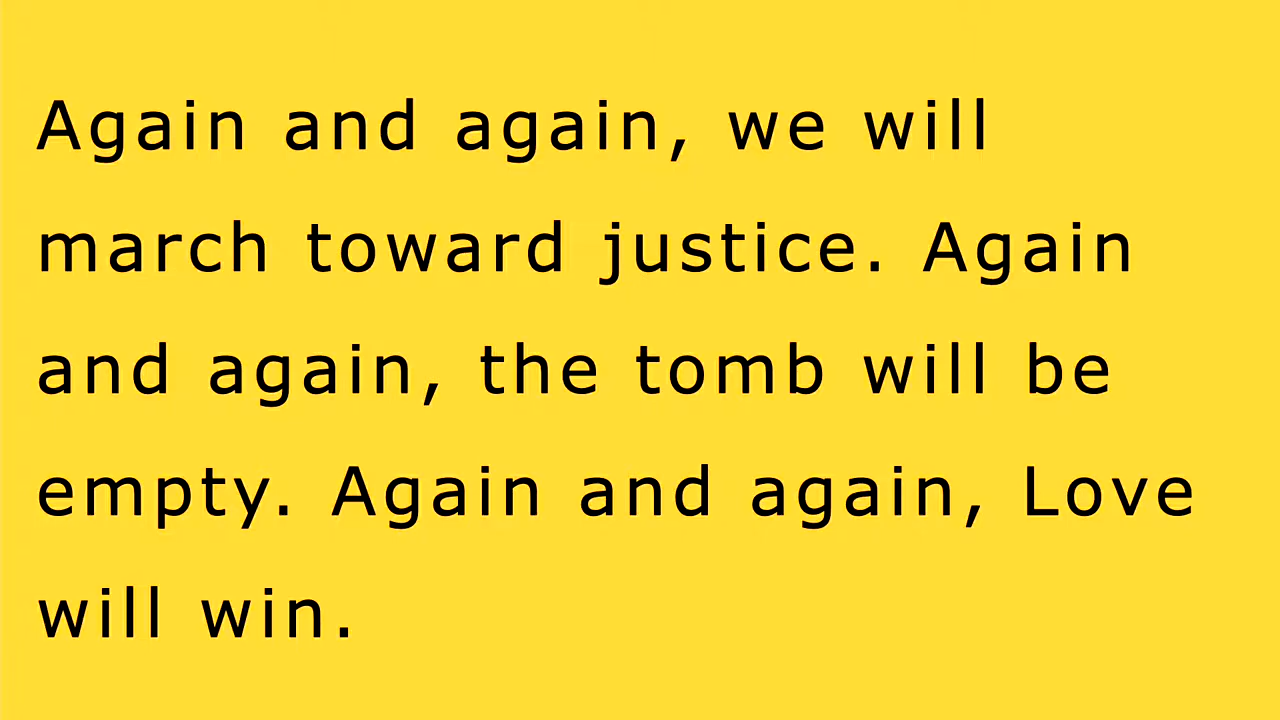 Again and again, we will
march toward justice. Again
and again, the tomb will be
empty. Again and again, Love
will win.